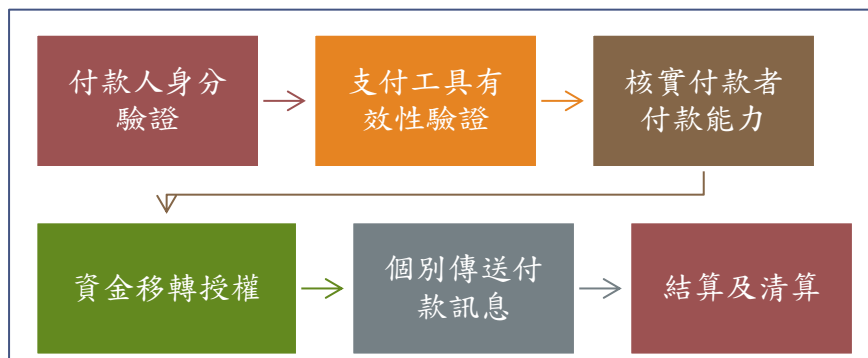 付款人身分
驗證
支付工具有
效性驗證
核實付款者
付款能力
資金移轉授權
個別傳送付
款訊息
結算及清算